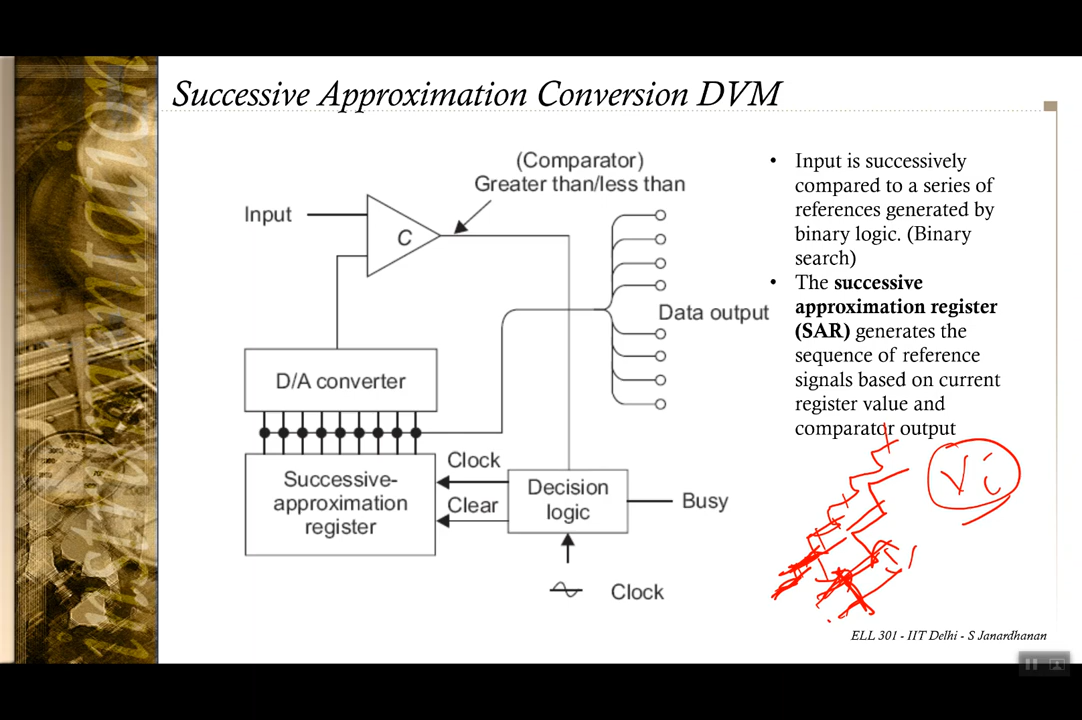 Successive Approximation Conversion DVM
(Comparator)
Greater than/less than
Input
C
Data output
D/A converter
Successive-
approximation
register
Clock
Clear
Decision
logic
Busy
Clock
• Input is successively
compared to a series of
references generated by
binary logic. (Binary
search)
• The successive
approximation register
(SAR) generates the
sequence of reference
signals based on current
register value and
comparator output
Vi
ELL 301 - IIT Delhi - S Janardhanan
instrumentation